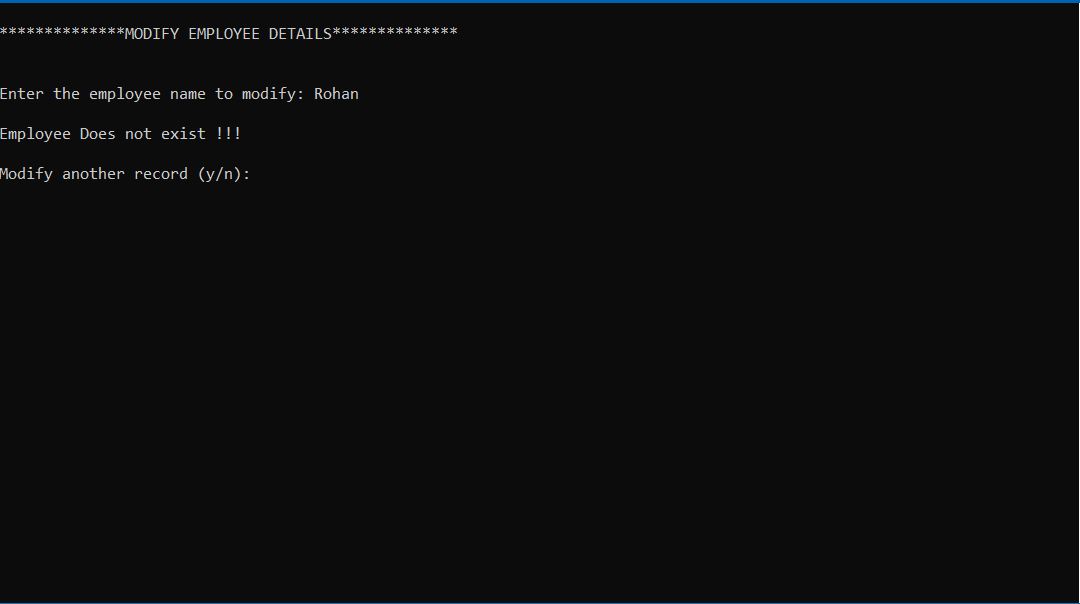 **************MODIFY EMPLOYEE DETAILS**************
Enter the employee name to modify: Rohan
Employee Does not exist !!!
Modify another record (y/n):